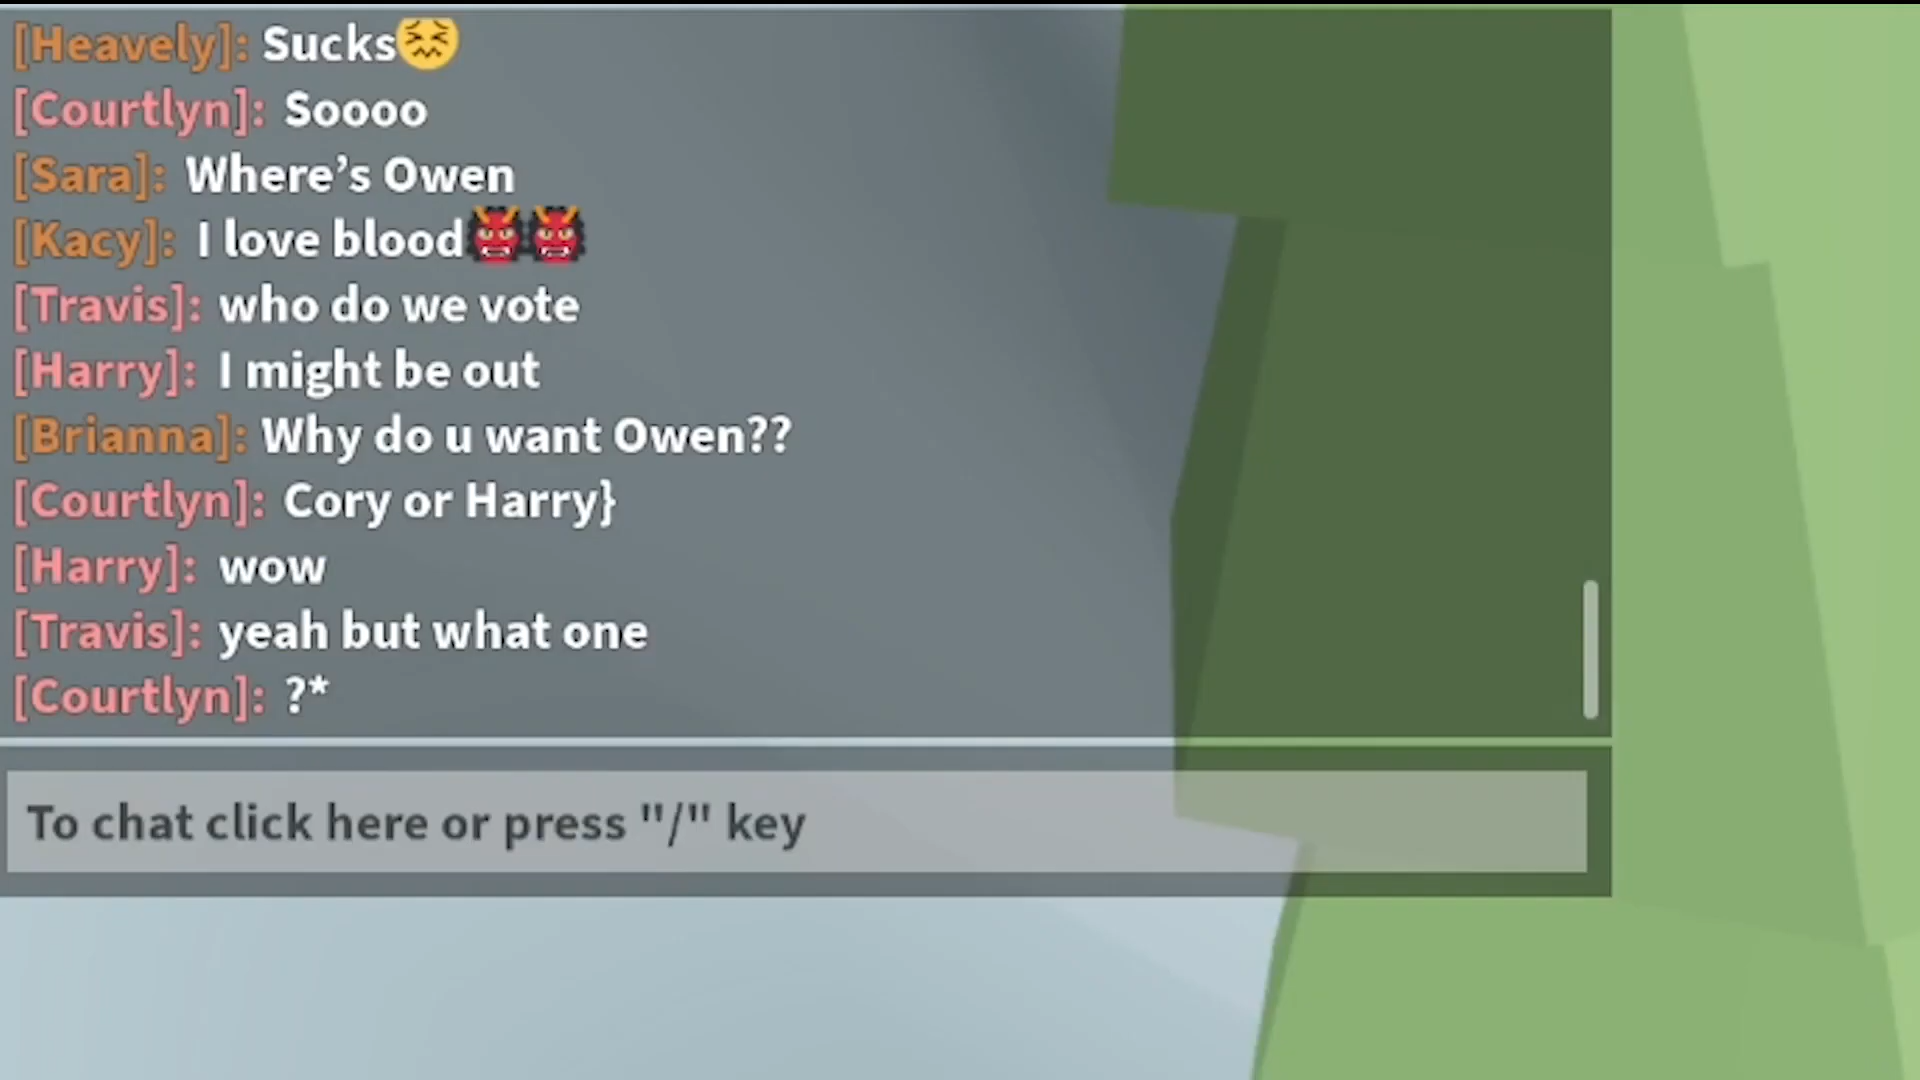 [Heavely]: Sucks😖
[Courtlyn]: Soooo
[Sara]: Where’s Owen
[Kacy]: I love blood👹👹
[Travis]: who do we vote
[Harry]: I might be out
[Brianna]: Why do u want Owen??
[Courtlyn]: Cory or Harry}
[Harry]: wow
[Travis]: yeah but what one
[Courtlyn]: ?*
To chat click here or press "/" key